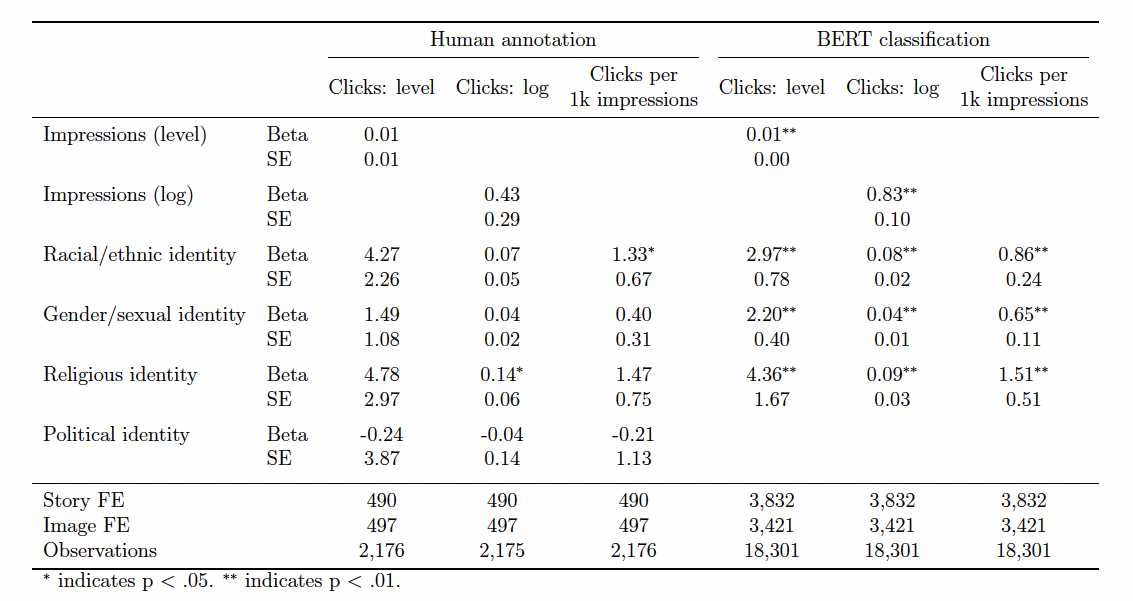 Human annotation BERT classification
Clicks: level Clicks: log Clicks per 1k impressions Clicks: level Clicks: log Clicks per 1k impressions
Impressions (level) Beta 0.01 0.01**
SE 0.01 0.00
Impressions (log) Beta 0.43 0.83**
SE 0.29 0.10
Racial/ethnic identity Beta 4.27 0.07 1.33* 2.97** 0.08** 0.86**
SE 2.26 0.05 0.67 0.78 0.02 0.24
Gender/sexual identity Beta 1.49 0.04 0.40 2.20** 0.04** 0.65**
SE 1.08 0.02 0.31 0.40 0.01 0.11
Religious identity Beta 4.78 0.14* 1.47 4.36** 0.09** 1.51**
SE 2.97 0.06 0.75 1.67 0.03 0.51
Political identity Beta -0.24 -0.04 -0.21
SE 3.87 0.14 1.13
Story FE 490 490 490 3,832 3,832 3,832
Image FE 497 497 497 3,421 3,421 3,421
Observations 2,176 2,175 2,176 18,301 18,301 18,301
* indicates p < .05. ** indicates p < .01.